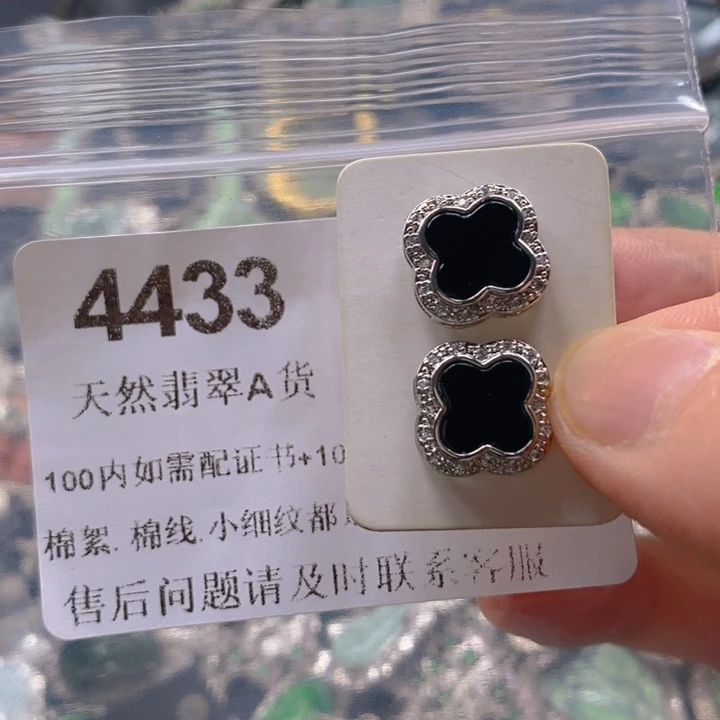 4433
天然翡翠A货
100内如需配证书+10
棉絮.棉线.小细纹都
售后问题请及时联系客服